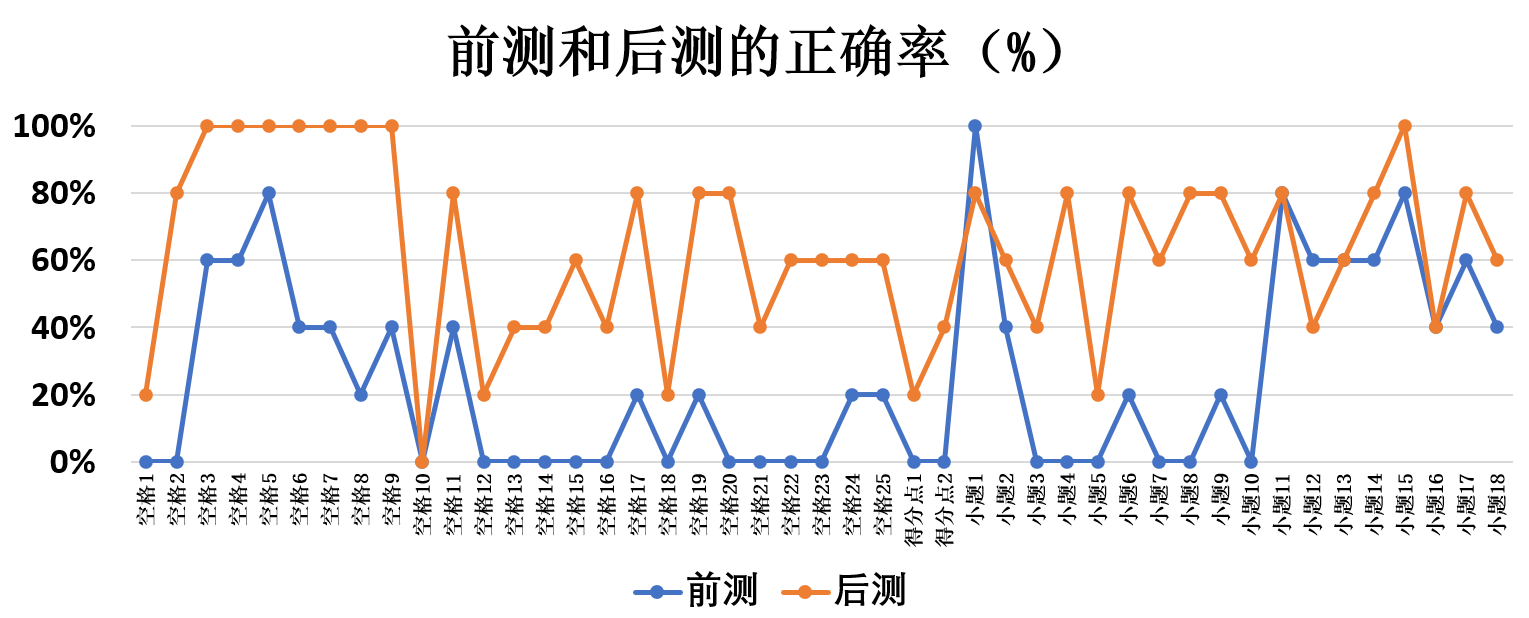 前测和后测的正确率（%）
100%
80%
60%
40%
20%
0%
空格1
空格2
空格3
空格4
空格5
空格6
空格7
空格8
空格9
空格10
空格11
空格12
空格13
空格14
空格15
空格16
空格17
空格18
空格19
空格20
空格21
空格22
空格23
空格24
空格25
得分点1
得分点2
小题1
小题2
小题3
小题4
小题5
小题6
小题7
小题8
小题9
小题10
小题11
小题12
小题13
小题14
小题15
小题16
小题17
小题18
前测 后测